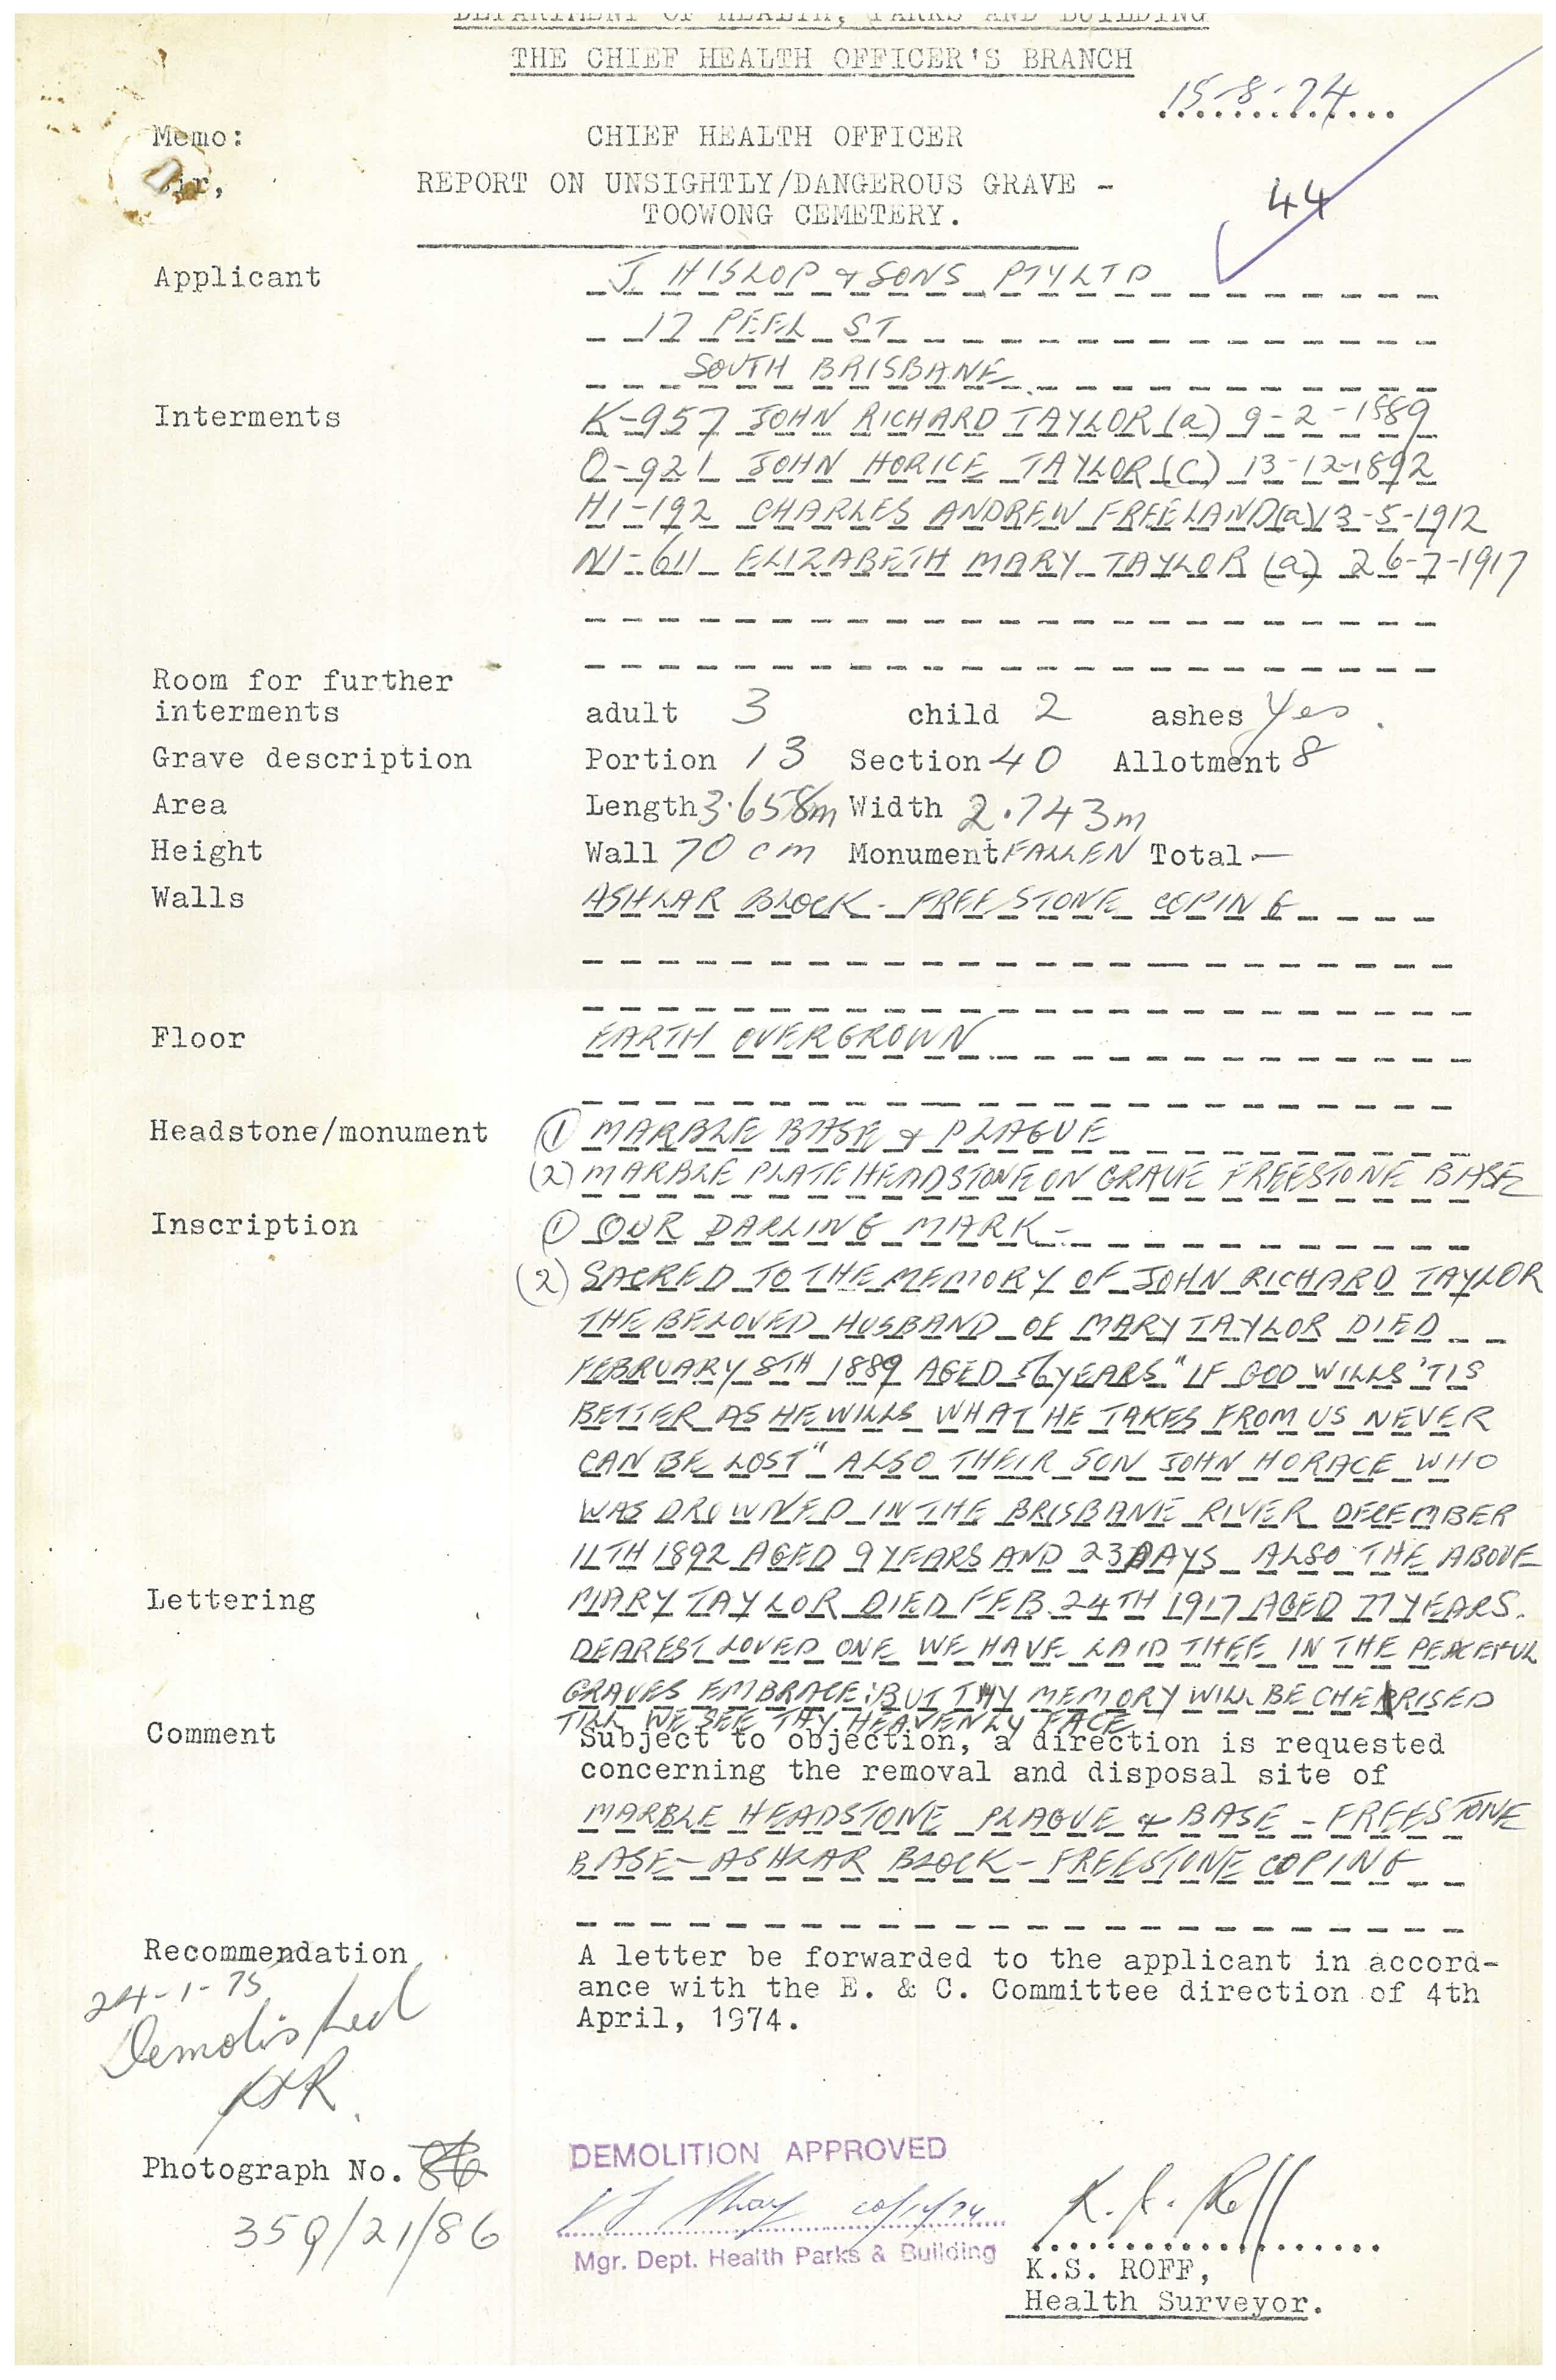 DEPARTMENT OF HEALTH, PARKS AND BUILDING
THE CHIEF HEALTH OFFICER'S BRANCH
15-8-74
Memo: CHIEF HEALTH OFFICER
Sir, REPORT ON UNSIGHTLY/DANGEROUS GRAVE -
TOOWONG CEMETERY.
44
Applicant J. HISLOP & SONS PTY LTD
17 PEEL ST
SOUTH BRISBANE
Interments K-957 JOHN RICHARD TAYLOR (a) 9-2-1889
O-921 JOHN HORICE TAYLOR (C) 13-12-1892
H1-192 CHARLES ANDREW FREELAND (a) 13-5-1912
N1-611 ELIZABETH MARY TAYLOR (a) 26-7-1917
Room for further
interments adult 3 child 2 ashes Yes.
Grave description Portion 13 Section 40 Allotment 8
Area Length 3.658m Width 2.743m
Height Wall 70 cm Monument FALLEN Total —
Walls ASHLAR BLOCK - FREESTONE COPING
Floor EARTH OVERGROWN
Headstone/monument (1) MARBLE BASE & PLAGUE
(2) MARBLE PLATE HEADSTONE ON GRAVE FREESTONE BASE
Inscription (1) OUR DARLING MARK -
(2) SACRED TO THE MEMORY OF JOHN RICHARD TAYLOR
THE BELOVED HUSBAND OF MARY TAYLOR DIED
FEBRUARY 8TH 1889 AGED 56 YEARS "IF GOD WILLS 'TIS
BETTER AS HE WILLS WHAT HE TAKES FROM US NEVER
CAN BE LOST" ALSO THEIR SON JOHN HORACE WHO
WAS DROWNED IN THE BRISBANE RIVER DECEMBER
11TH 1892 AGED 9 YEARS AND 23 DAYS ALSO THE ABOVE
Lettering MARY TAYLOR DIED FEB 24TH 1917 AGED 77 YEARS.
DEAREST LOVED ONE WE HAVE LAID THEE IN THE PEACEFUL
GRAVES EMBRACE: BUT THY MEMORY WILL BE CHERRISED
TILL WE SEE THY HEAVENLY FACE
Comment Subject to objection, a direction is requested
concerning the removal and disposal site of
MARBLE HEADSTONE PLAGUE & BASE - FREESTONE
BASE - ASHLAR BLOCK - FREESTONE COPING
Recommendation A letter be forwarded to the applicant in accord-
ance with the E. & C. Committee direction of 4th
April, 1974.
24-1-75
Demolished
Photograph No. 86
35Q/21/86
DEMOLITION APPROVED
Mgr. Dept. Health Parks & Building
K.S. Roff
K.S. ROFF,
Health Surveyor.